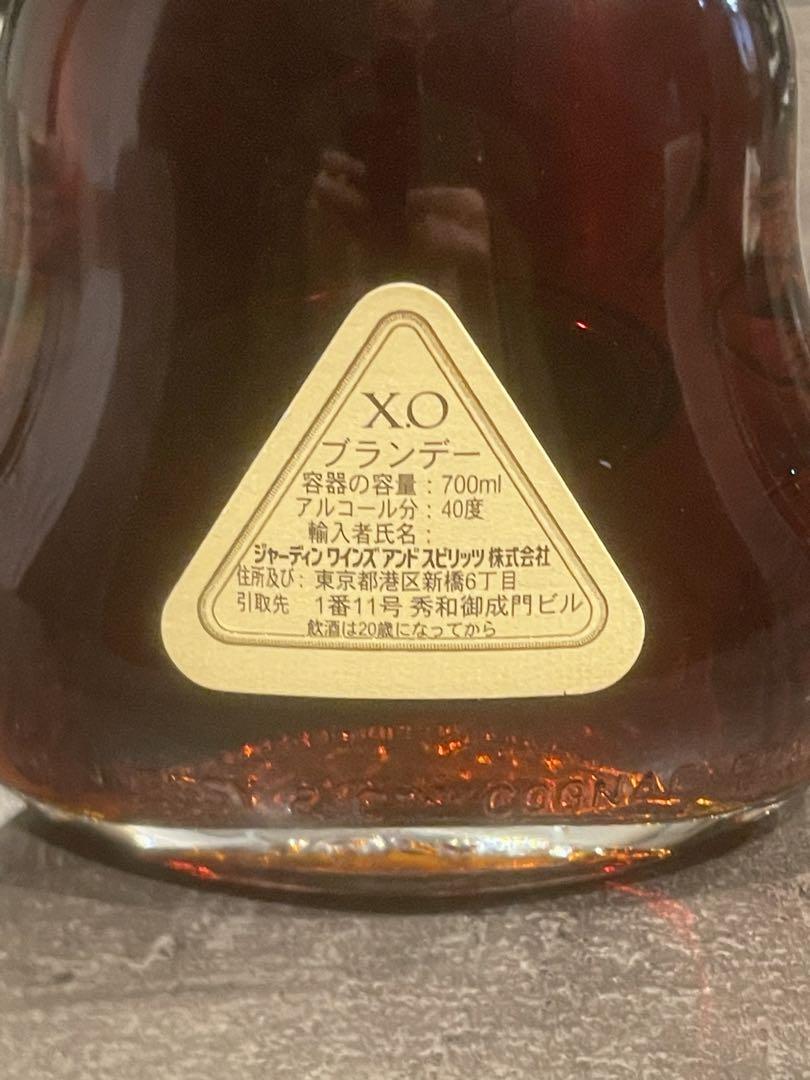 X.O
ブランデー
容器の容量：700ml
アルコール分：40度
輸入者氏名：
ジャーディン ワインズ アンド スピリッツ 株式会社
住所及び：東京都港区新橋6丁目
引取先 1番11号 秀和御成門ビル
飲酒は20歳になってから
COGNAC